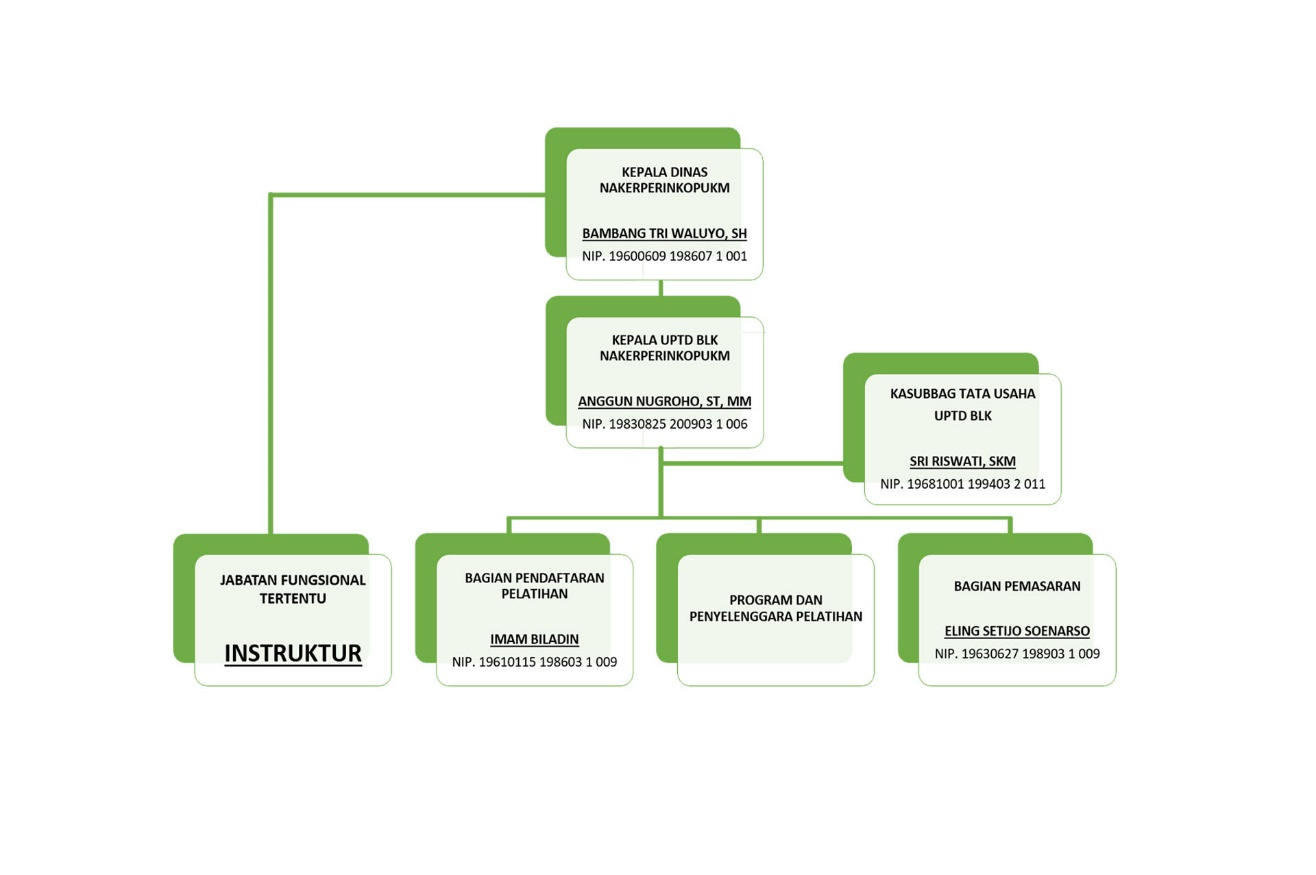 KEPALA DINAS
NAKERPERINKOPUKM
BAMBANG TRI WALUYO, SH
NIP. 19600609 198607 1 001
KEPALA UPTD BLK
NAKERPERINKOPUKM
ANGGUN NUGROHO, ST, MM
NIP. 19830825 200903 1 006
KASUBBAG TATA USAHA
UPTD BLK
SRI RISWATI, SKM
NIP. 19681001 199403 2 011
JABATAN FUNGSIONAL
TERTENTU
INSTRUKTUR
BAGIAN PENDAFTARAN
PELATIHAN
IMAM BILADIN
NIP. 19610115 198603 1 009
PROGRAM DAN
PENYELENGGARA PELATIHAN
BAGIAN PEMASARAN
ELING SETIJO SOENARSO
NIP. 19630627 198903 1 009